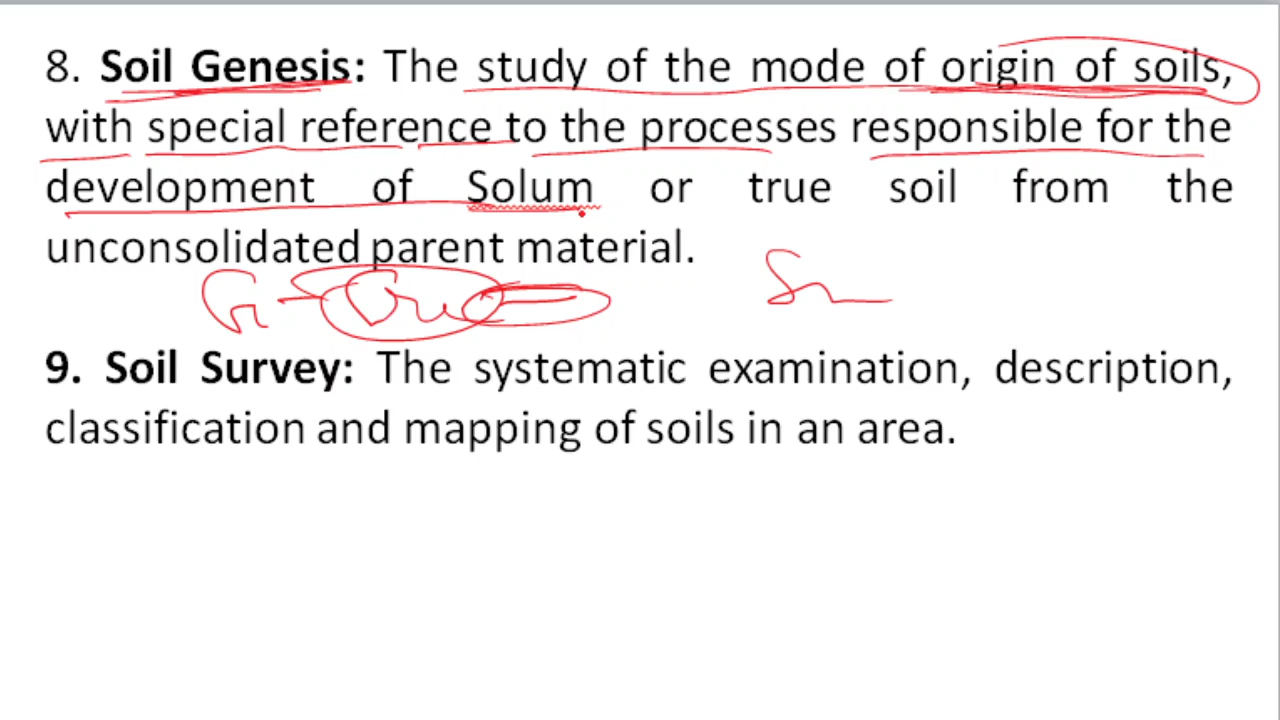 8. Soil Genesis: The study of the mode of origin of soils,
with special reference to the processes responsible for the
development of Solum or true soil from the
unconsolidated parent material.
9. Soil Survey: The systematic examination, description,
classification and mapping of soils in an area.